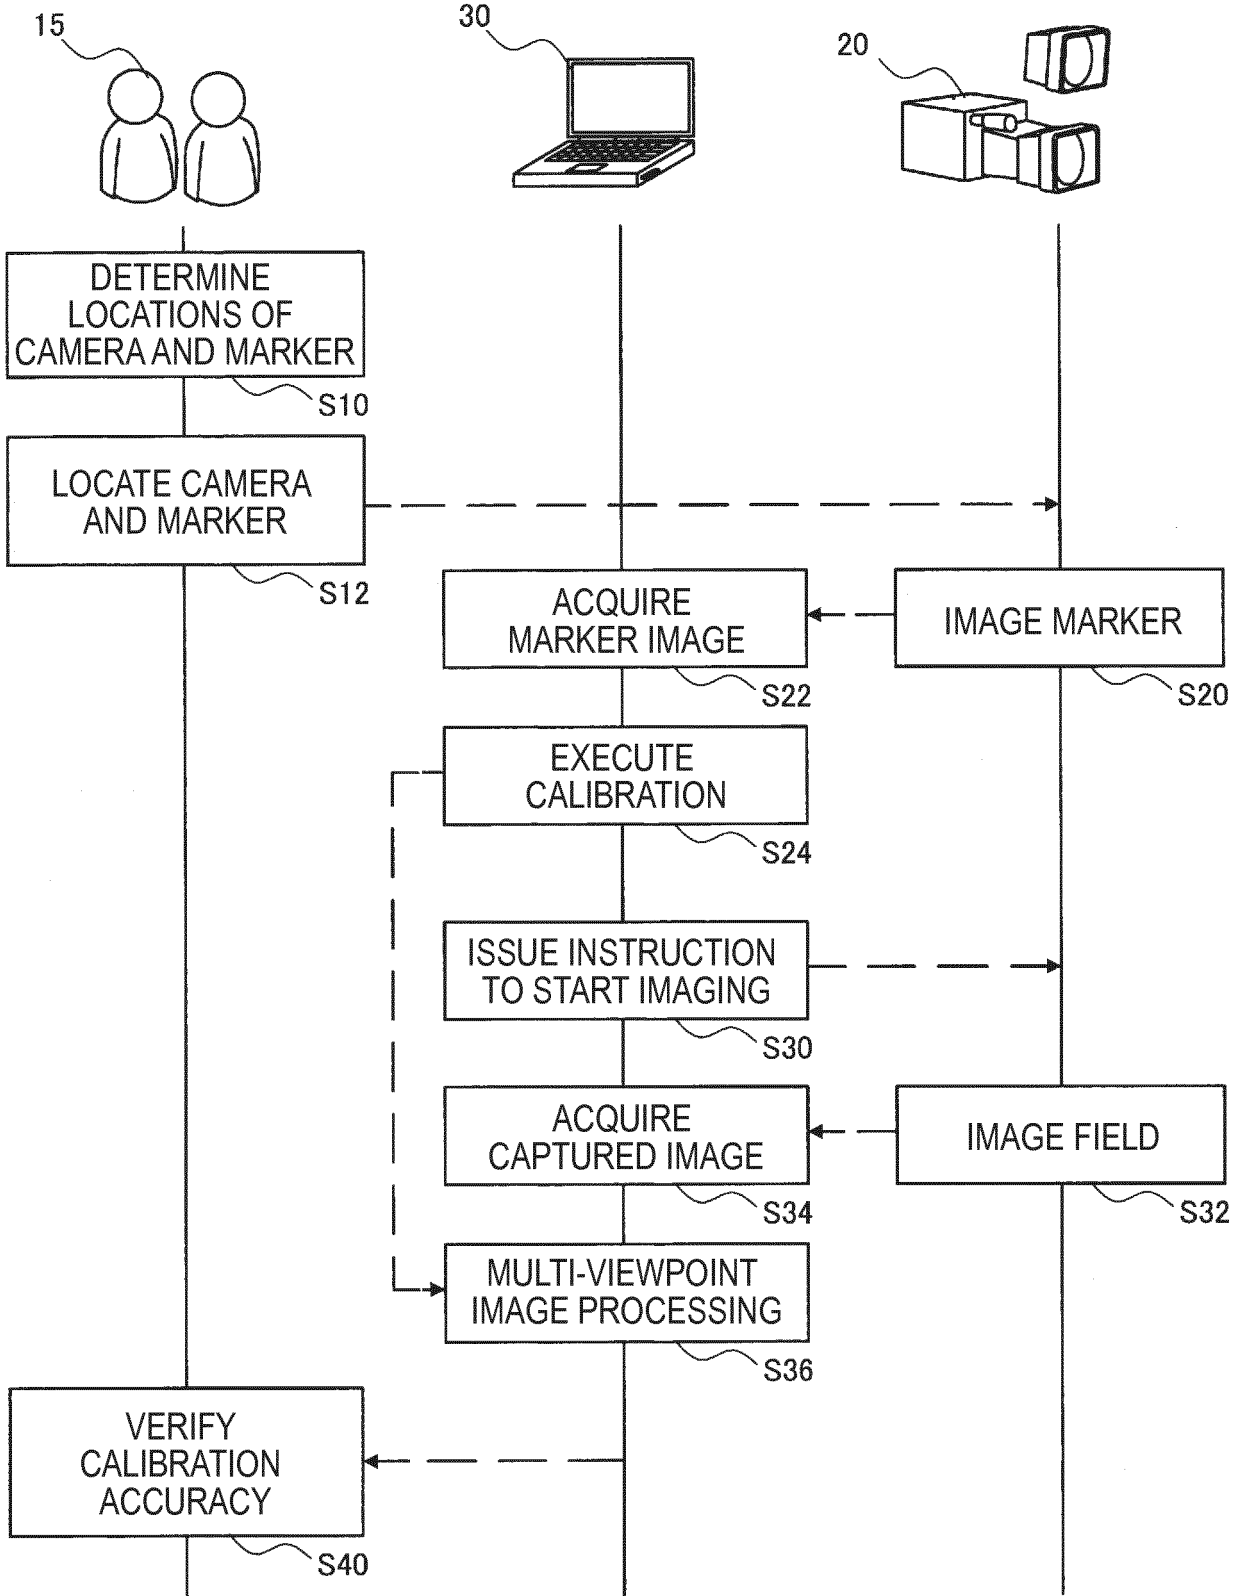 15
30
20
DETERMINE
LOCATIONS OF
CAMERA AND MARKER
S10
LOCATE CAMERA
AND MARKER
S12
ACQUIRE
MARKER IMAGE
S22
IMAGE MARKER
S20
EXECUTE
CALIBRATION
S24
ISSUE INSTRUCTION
TO START IMAGING
S30
ACQUIRE
CAPTURED IMAGE
S34
IMAGE FIELD
S32
MULTI-VIEWPOINT
IMAGE PROCESSING
S36
VERIFY
CALIBRATION
ACCURACY
S40